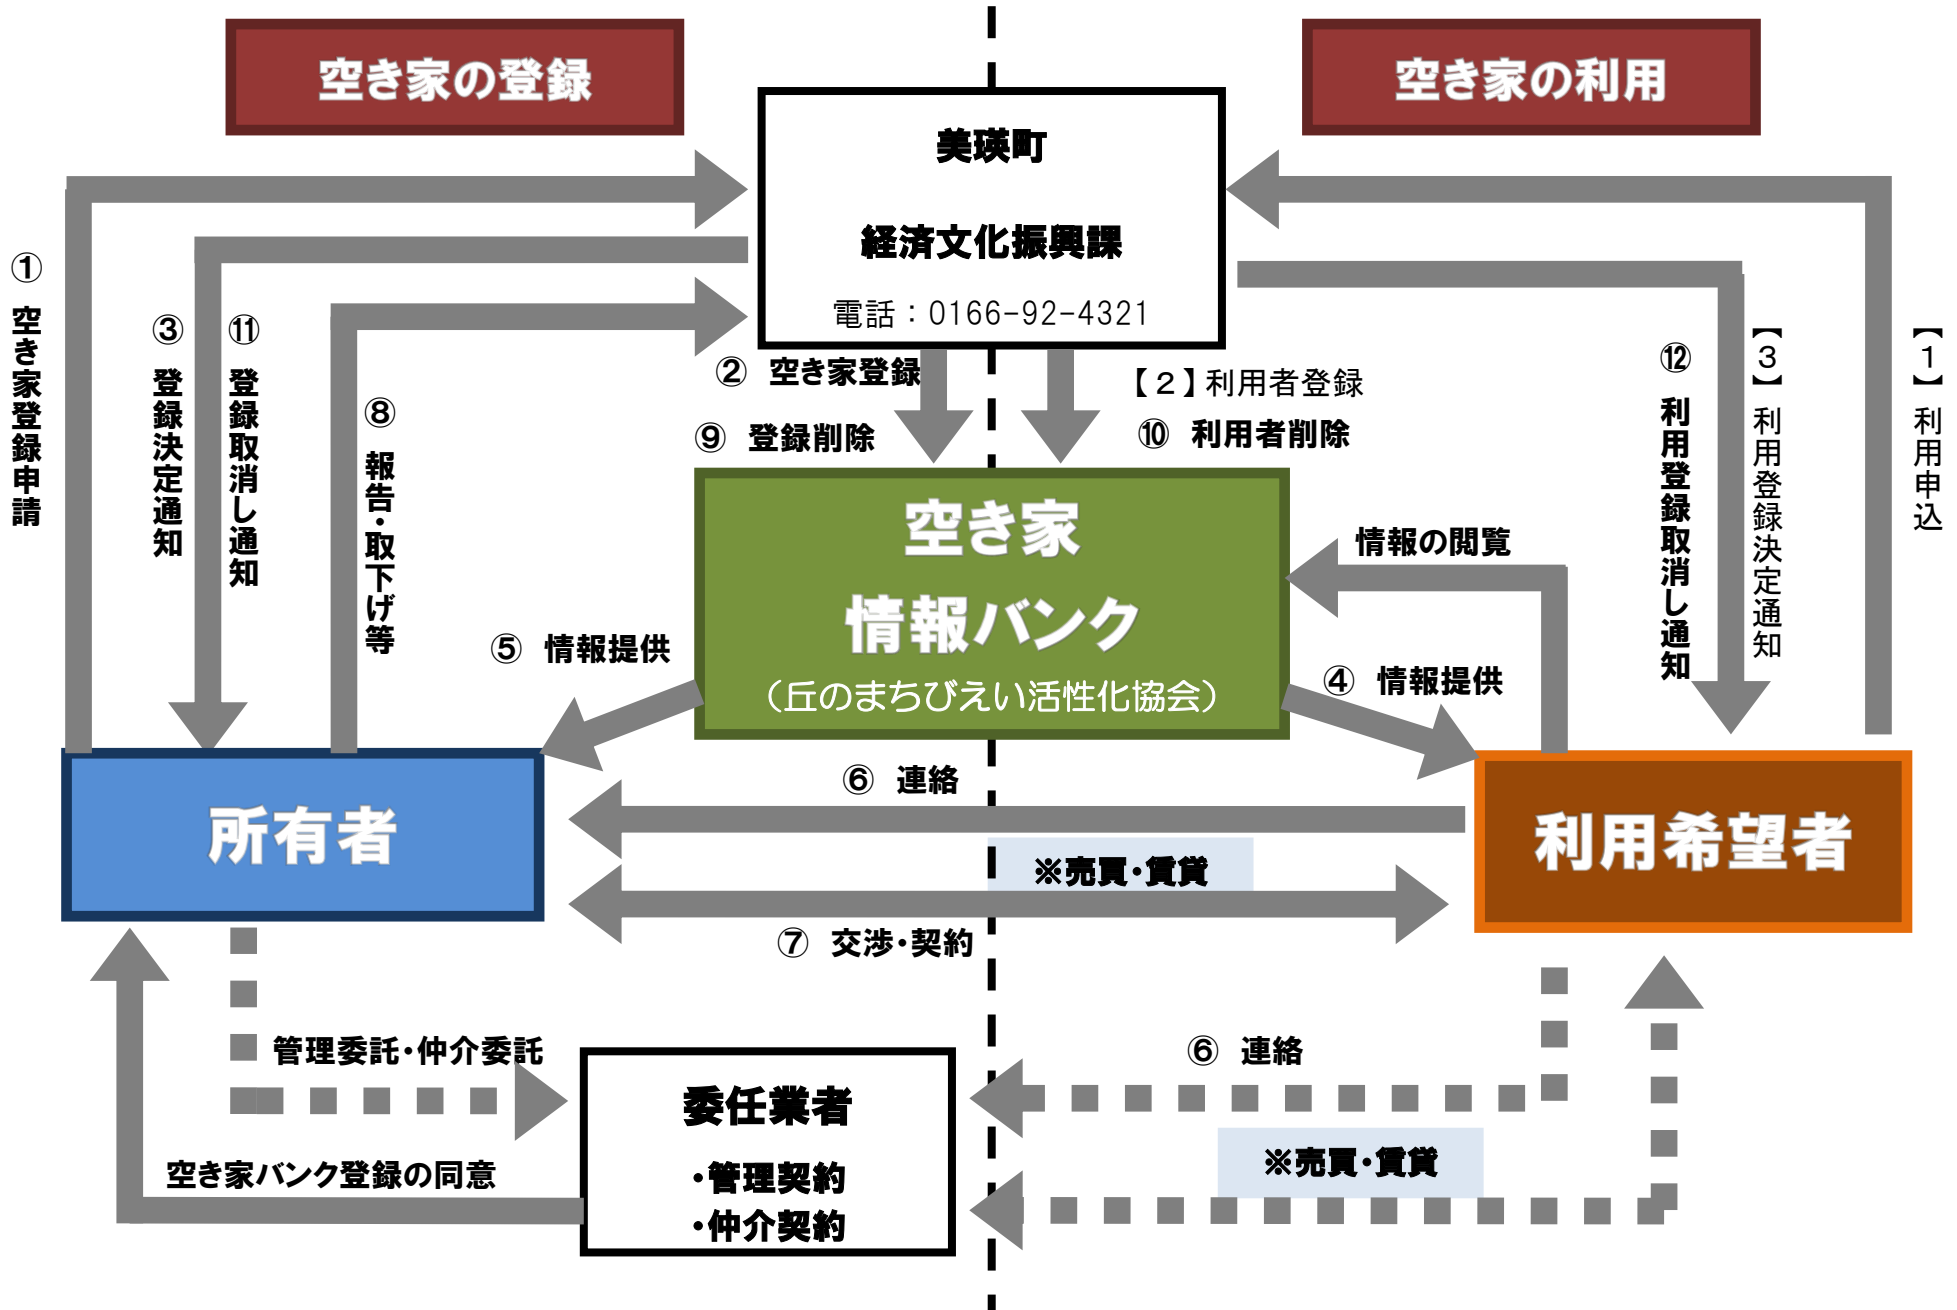 空き家の登録
空き家の利用
美瑛町
経済文化振興課
電話：0166-92-4321
① 空き家登録申請
③ 登録決定通知
⑪ 登録取消し通知
⑧ 報告・取下げ等
② 空き家登録
⑨ 登録削除
【２】利用者登録
⑩ 利用者削除
⑫ 利用登録取消し通知
【３】利用登録決定通知
【１】利用申込
空き家
情報バンク
（丘のまちびえい活性化協会）
情報の閲覧
⑤ 情報提供
④ 情報提供
所有者
利用希望者
⑥ 連絡
※売買・賃貸
⑦ 交渉・契約
管理委託・仲介委託
空き家バンク登録の同意
委任業者
・管理契約
・仲介契約
⑥ 連絡
※売買・賃貸